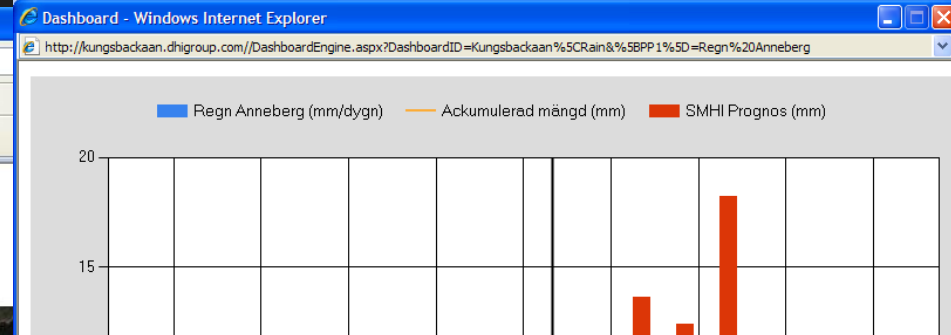 Dashboard - Windows Internet Explorer
http://kungsbackaan.dhigroup.com//DashboardEngine.aspx?DashboardID=Kungsbackaan%5CRain&%5BPP1%5D=Regn%20Anneberg
Regn Anneberg (mm/dygn) Ackumulerad mängd (mm) SMHI Prognos (mm)
20
15